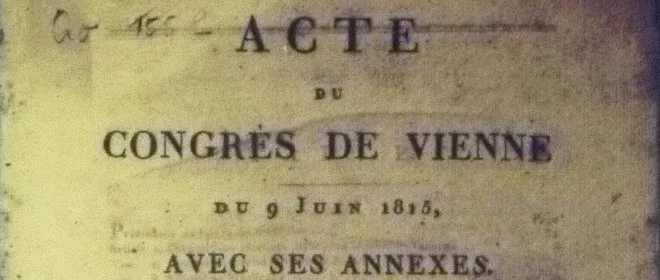 ACTE
DU
CONGRÈS DE VIENNE
DU 9 JUIN 1815,
AVEC SES ANNEXES.